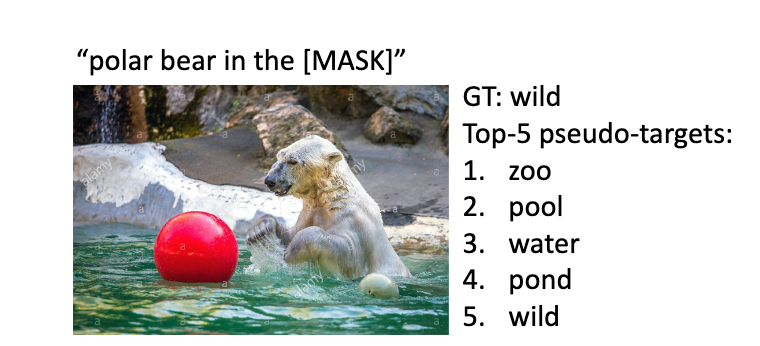 “polar bear in the [MASK]”
GT: wild
Top-5 pseudo-targets:
1. zoo
2. pool
3. water
4. pond
5. wild
a
alamy